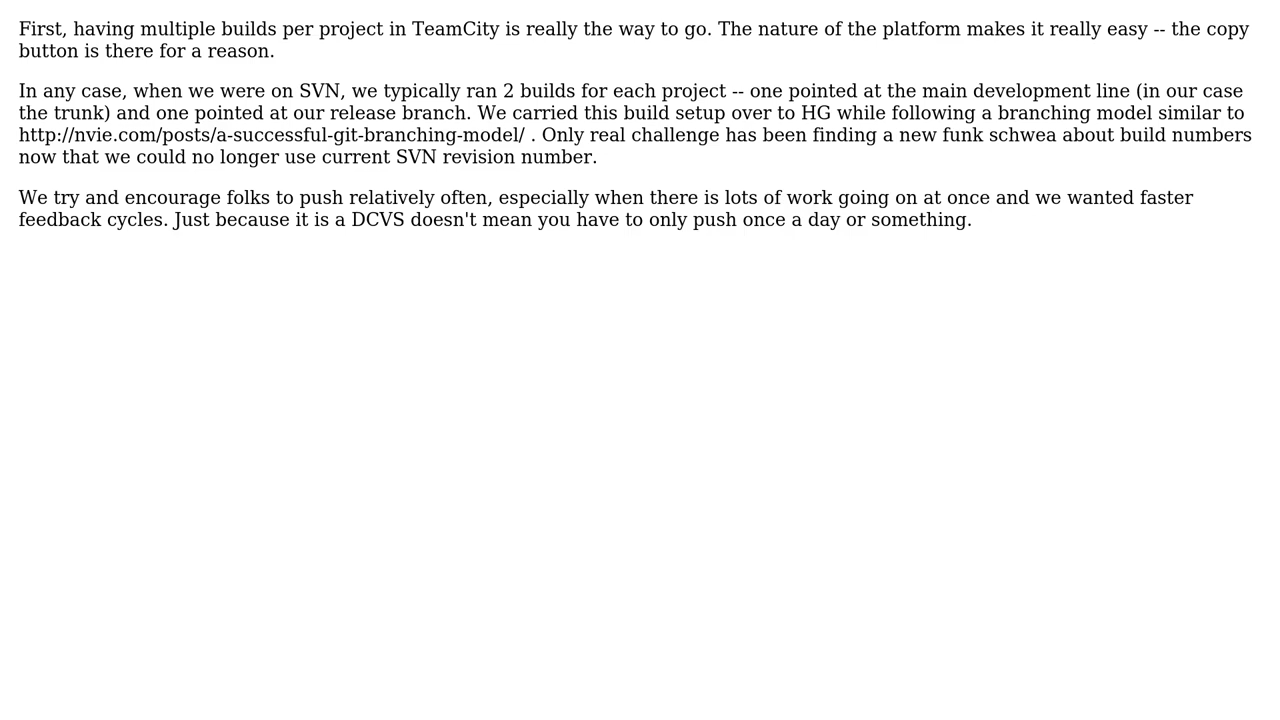 First, having multiple builds per project in TeamCity is really the way to go. The nature of the platform makes it really easy -- the copy
button is there for a reason.
In any case, when we were on SVN, we typically ran 2 builds for each project -- one pointed at the main development line (in our case
the trunk) and one pointed at our release branch. We carried this build setup over to HG while following a branching model similar to
http://nvie.com/posts/a-successful-git-branching-model/ . Only real challenge has been finding a new funk schwea about build numbers
now that we could no longer use current SVN revision number.
We try and encourage folks to push relatively often, especially when there is lots of work going on at once and we wanted faster
feedback cycles. Just because it is a DCVS doesn't mean you have to only push once a day or something.